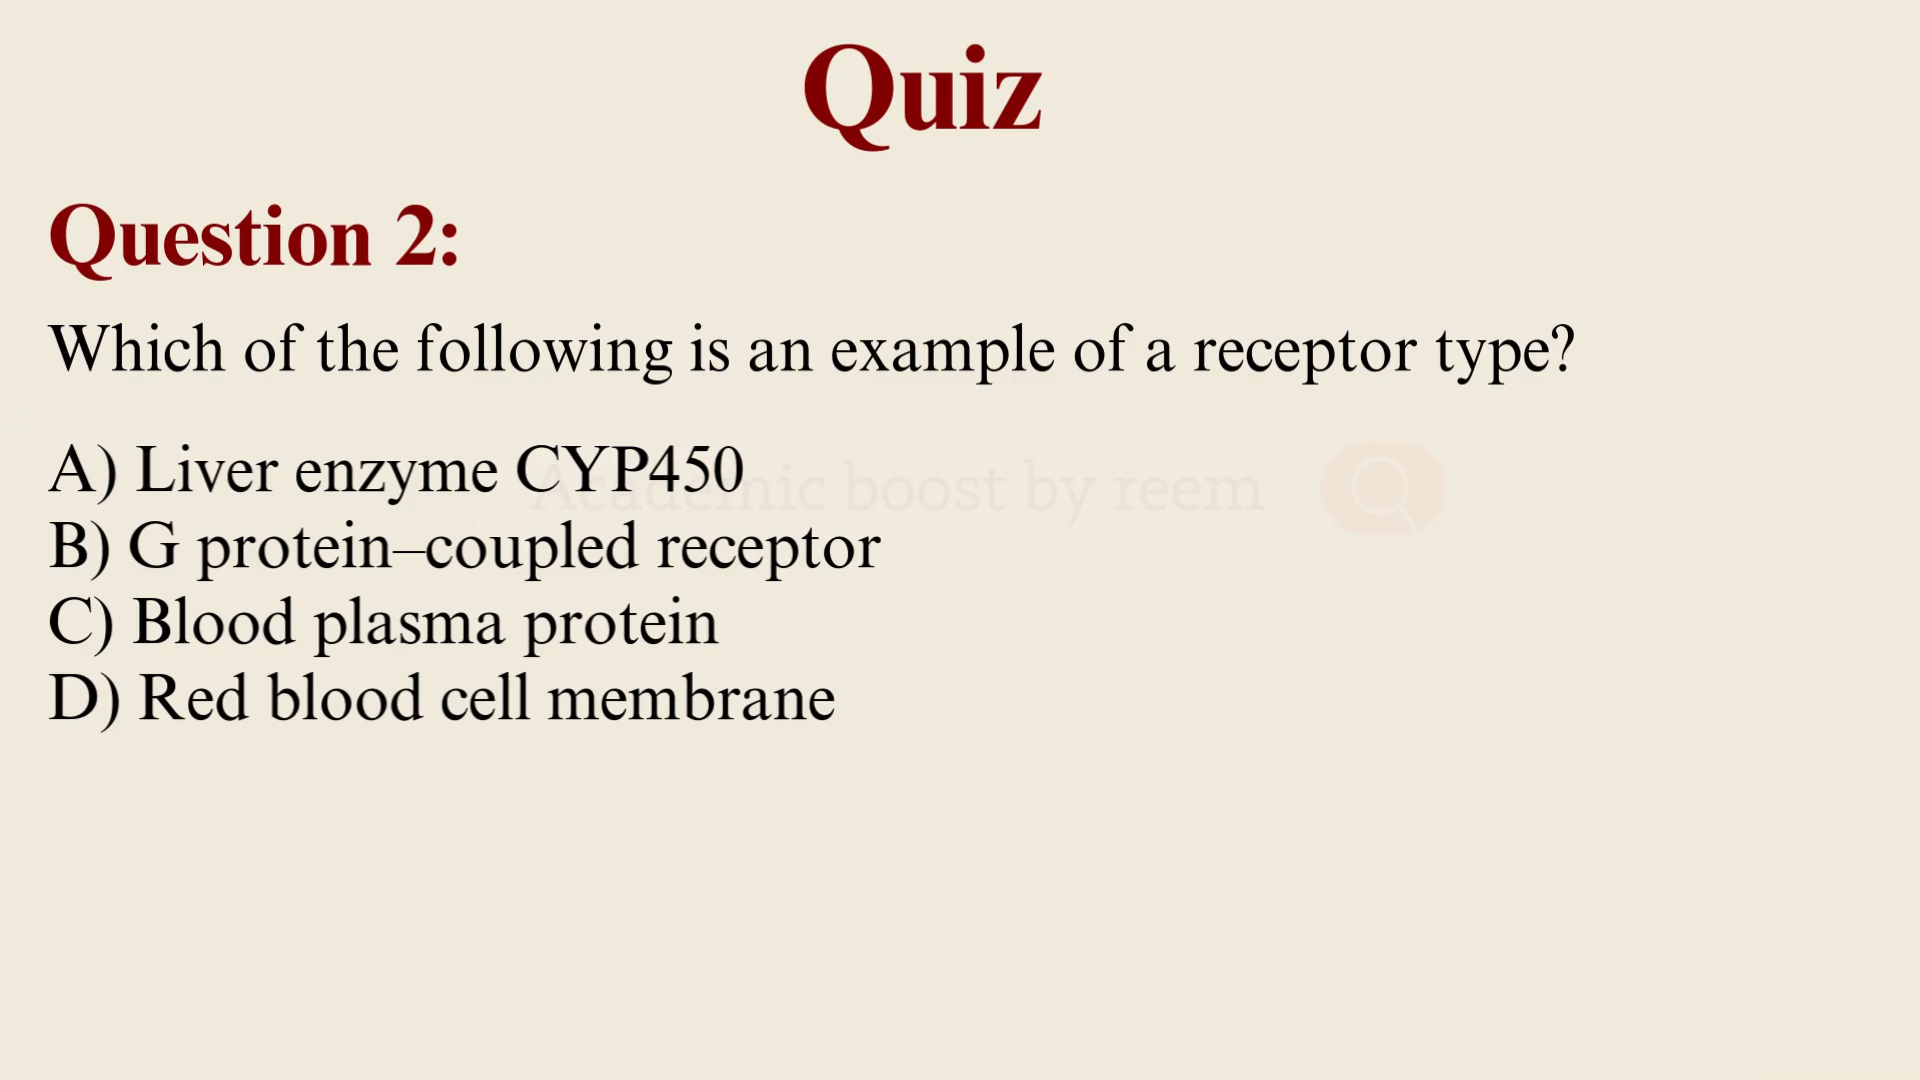 Quiz
Question 2:
Which of the following is an example of a receptor type?
A) Liver enzyme CYP450
Academic boost by reem
B) G protein–coupled receptor
C) Blood plasma protein
D) Red blood cell membrane